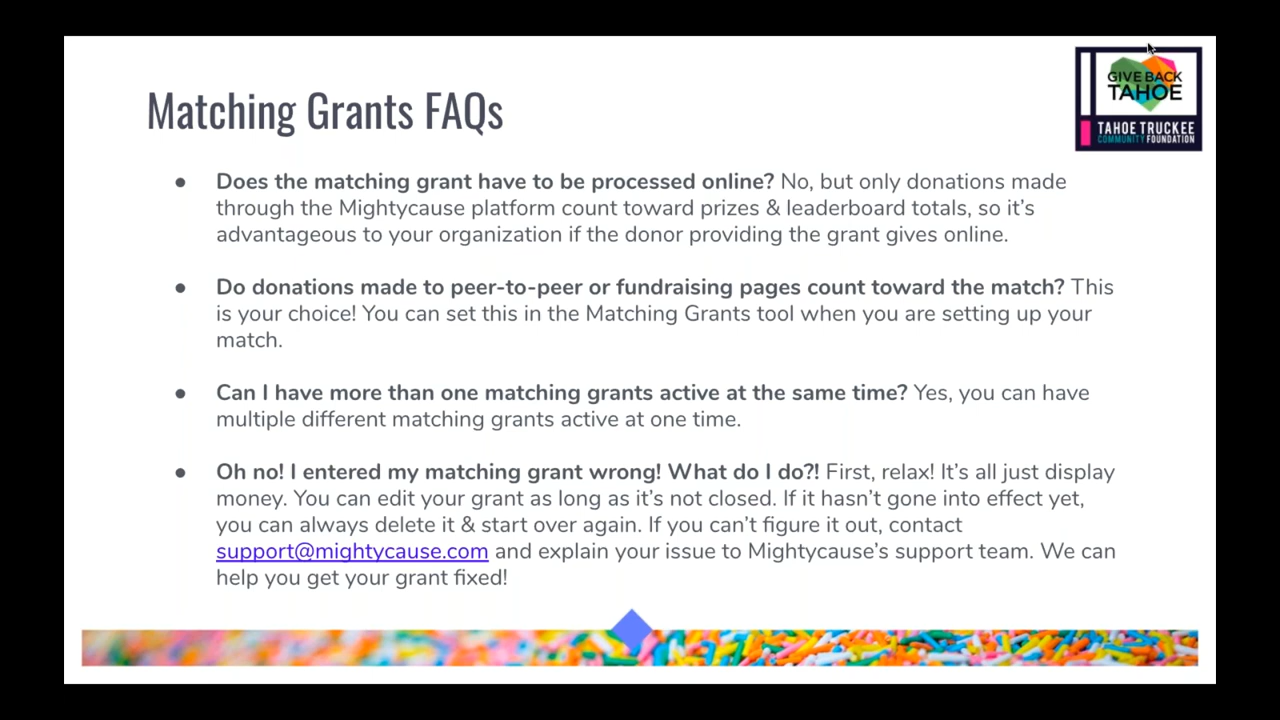 GIVE BACK
TAHOE
TAHOE TRUCKEE
COMMUNITY FOUNDATION
Matching Grants FAQs
● Does the matching grant have to be processed online? No, but only donations made
through the Mightycause platform count toward prizes & leaderboard totals, so it’s
advantageous to your organization if the donor providing the grant gives online.
● Do donations made to peer-to-peer or fundraising pages count toward the match? This
is your choice! You can set this in the Matching Grants tool when you are setting up your
match.
● Can I have more than one matching grants active at the same time? Yes, you can have
multiple different matching grants active at one time.
● Oh no! I entered my matching grant wrong! What do I do?! First, relax! It’s all just display
money. You can edit your grant as long as it’s not closed. If it hasn’t gone into effect yet,
you can always delete it & start over again. If you can’t figure it out, contact
support@mightycause.com and explain your issue to Mightycause’s support team. We can
help you get your grant fixed!